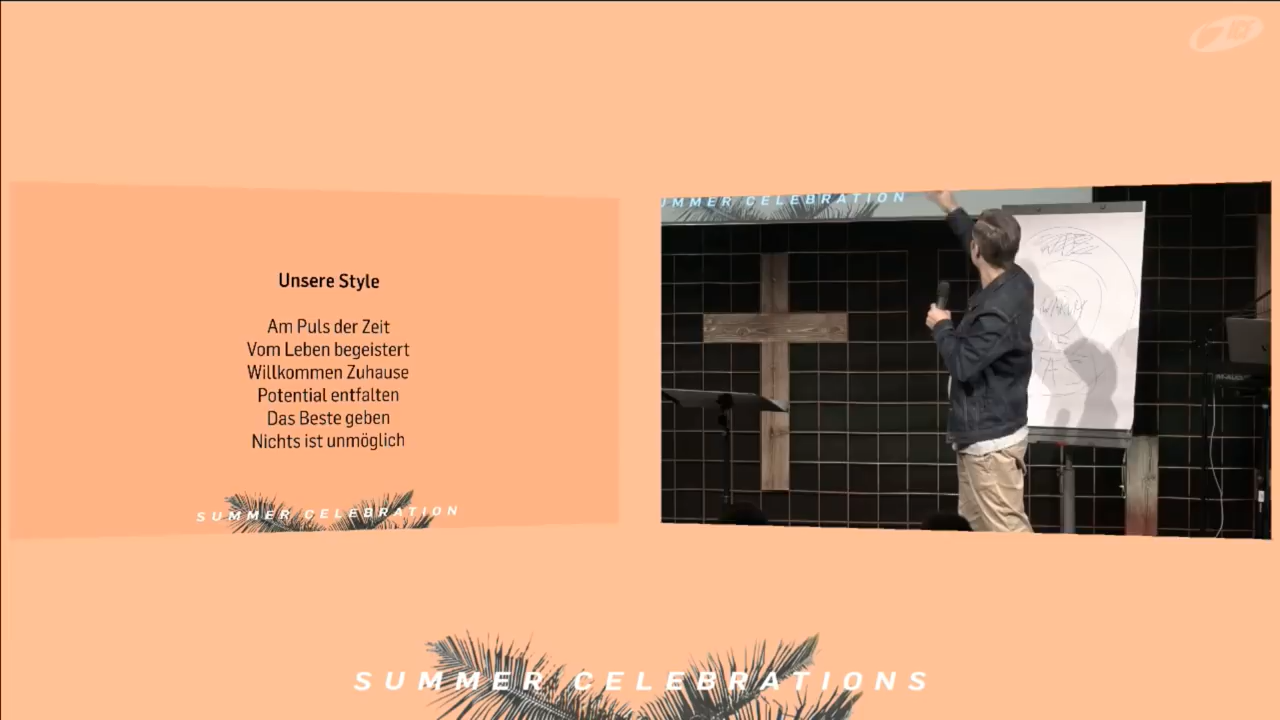 Unsere Style
Am Puls der Zeit
Vom Leben begeistert
Willkommen Zuhause
Potential entfalten
Das Beste geben
Nichts ist unmöglich
SUMMER CELEBRATION
UMMER CELEBRATION
SUMMER CELEBRATIONS